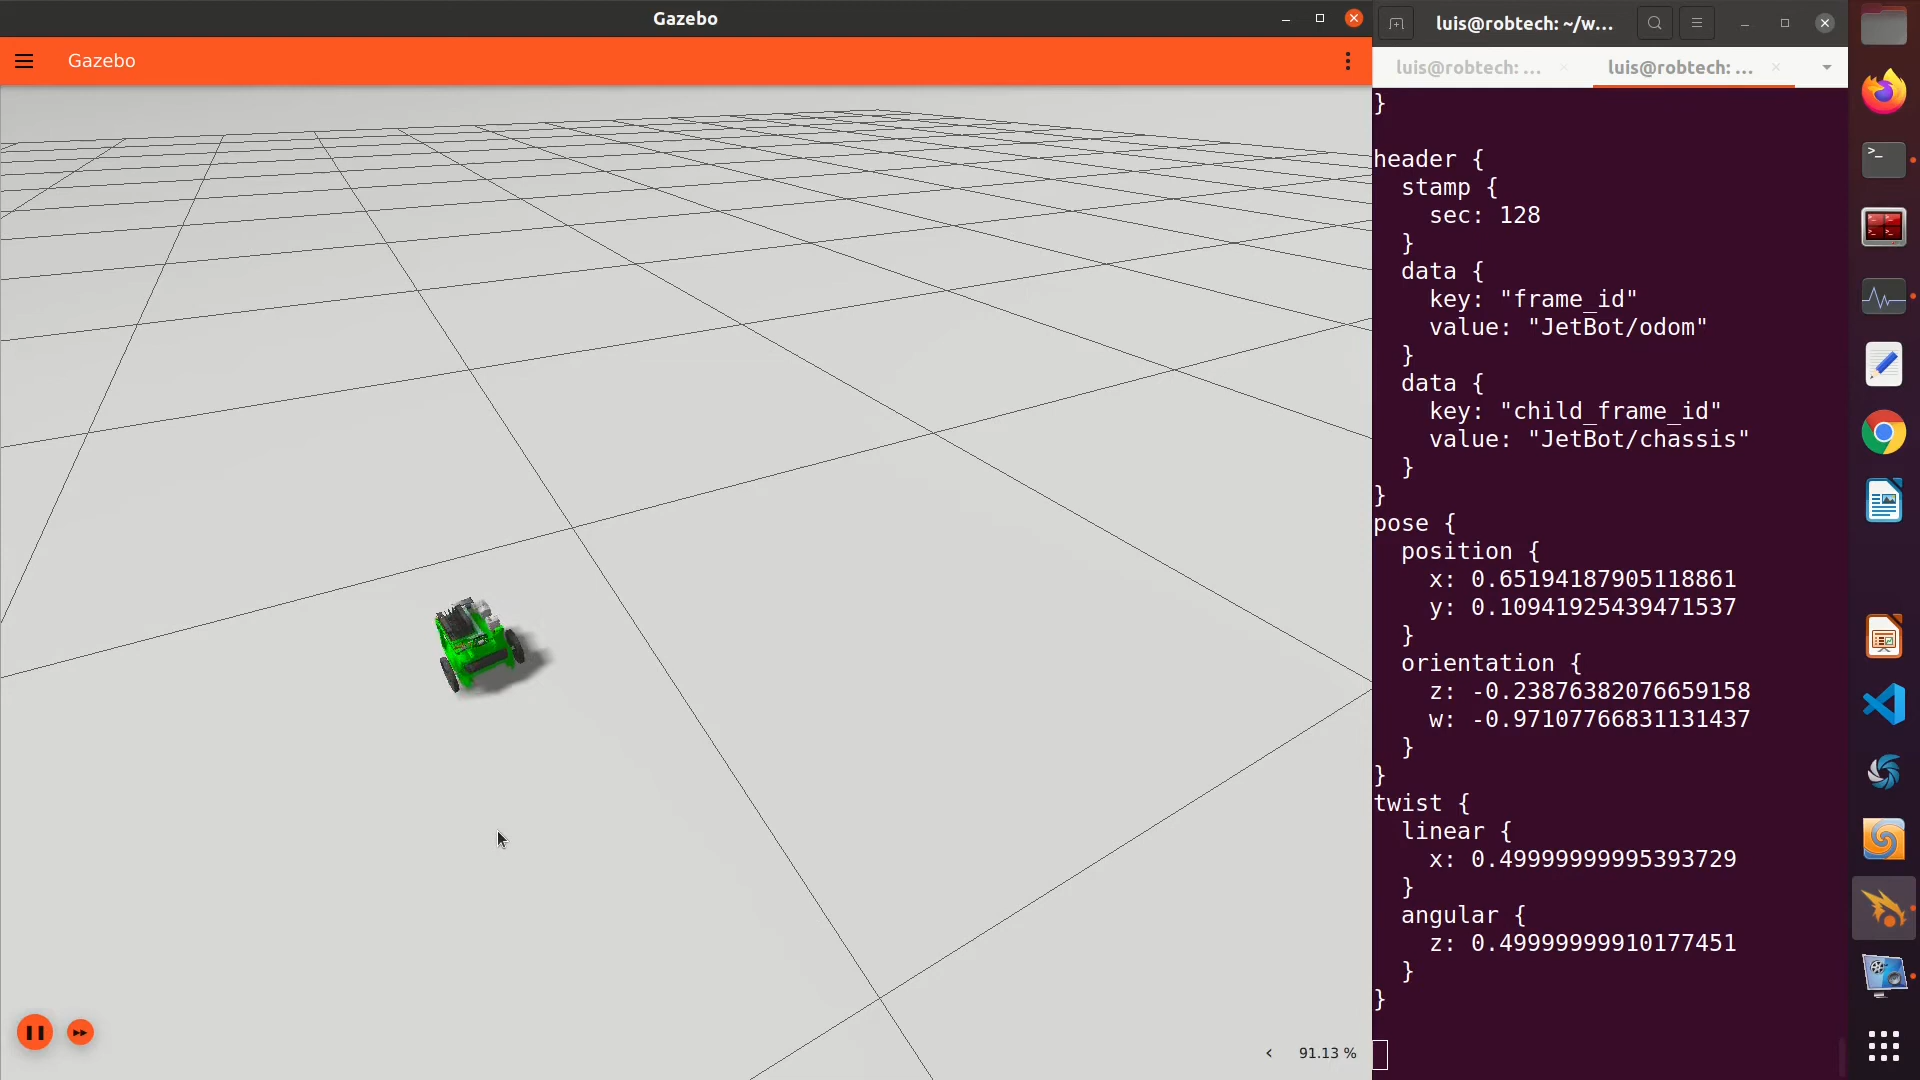 Gazebo
Gazebo
91.13 %
luis@robtech: ~/w...
luis@robtech: ...
luis@robtech: ...
}
header {
stamp {
sec: 128
}
data {
key: "frame_id"
value: "JetBot/odom"
}
data {
key: "child_frame_id"
value: "JetBot/chassis"
}
}
pose {
position {
x: 0.65194187905118861
y: 0.10941925439471537
}
orientation {
z: -0.23876382076659158
w: -0.97107766831131437
}
}
twist {
linear {
x: 0.49999999995393729
}
angular {
z: 0.49999999910177451
}
}